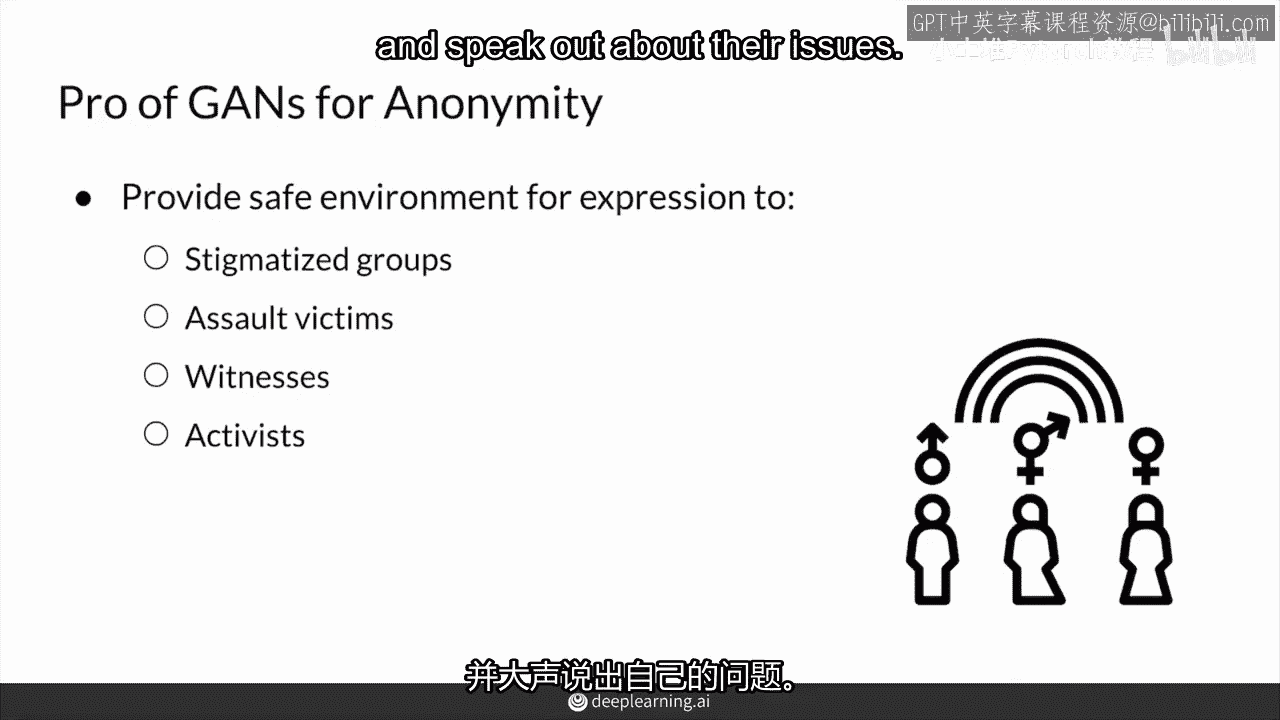 GPT中英字幕课程资源@bilibili.com
and speak out about their issues.
bilibili
Pro of GANs for Anonymity
● Provide safe environment for expression to:
○ Stigmatized groups
○ Assault victims
○ Witnesses
○ Activists
并大声说出自己的问题。
deeplearning.ai